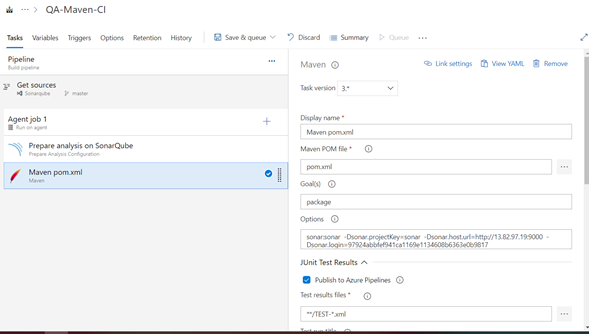 ··· > QA-Maven-CI
Tasks Variables Triggers Options Retention History Save & queue Discard Summary Queue ···
Pipeline ···
Build pipeline
Get sources
Sonarqube master
Agent job 1 +
Run on agent
Prepare analysis on SonarQube
Prepare Analysis Configuration
Maven pom.xml
Maven
Maven Link settings View YAML Remove
Task version 3.*
Display name *
Maven pom.xml
Maven POM file *
pom.xml ···
Goal(s)
package
Options
sonar:sonar -Dsonar.projectKey=sonar -Dsonar.host.url=http://13.82.97.19:9000 -
Dsonar.login=97924abbfef941ca1169e1134608b6363e0b9817
JUnit Test Results
Publish to Azure Pipelines
Test results files *
**/TEST-*.xml ···
Test run title